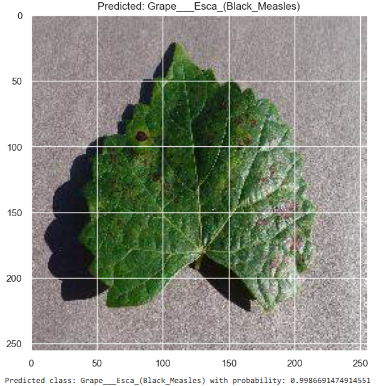 Predicted: Grape___Esca_(Black_Measles)
0
50
100
150
200
250
0 50 100 150 200 250
Predicted class: Grape___Esca_(Black_Measles) with probability: 0.9986691474914551